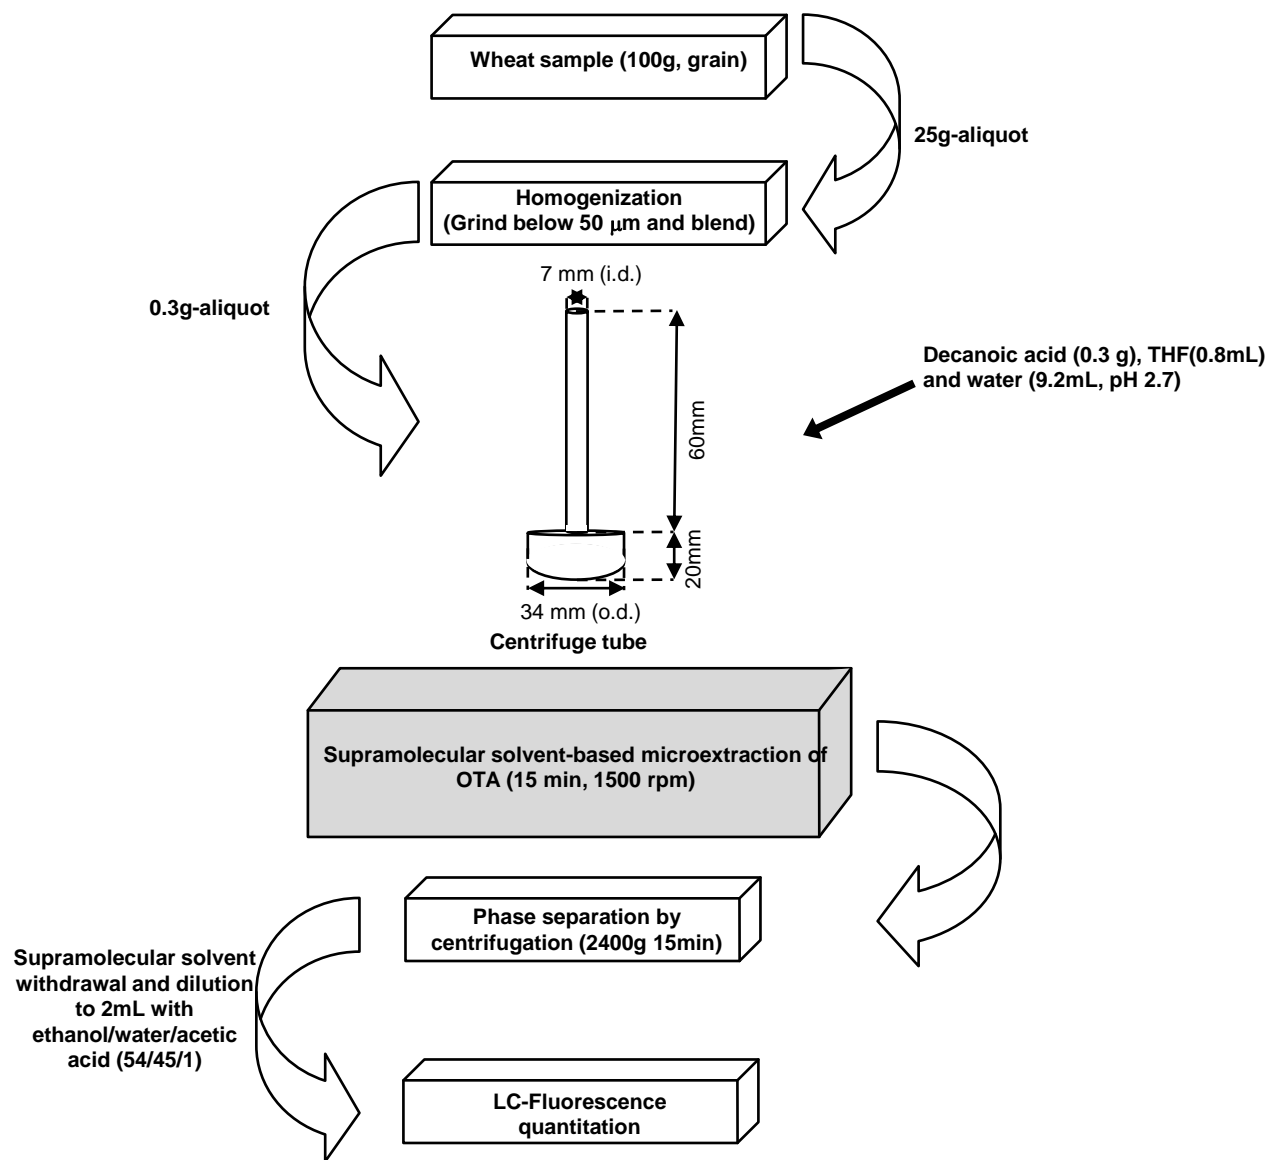 Wheat sample (100g, grain)
25g-aliquot
Homogenization
(Grind below 50 μm and blend)
7 mm (i.d.)
0.3g-aliquot
Decanoic acid (0.3 g), THF(0.8mL)
and water (9.2mL, pH 2.7)
60mm
20mm
34 mm (o.d.)
Centrifuge tube
Supramolecular solvent-based microextraction of
OTA (15 min, 1500 rpm)
Phase separation by
centrifugation (2400g 15min)
Supramolecular solvent
withdrawal and dilution
to 2mL with
ethanol/water/acetic
acid (54/45/1)
LC-Fluorescence
quantitation